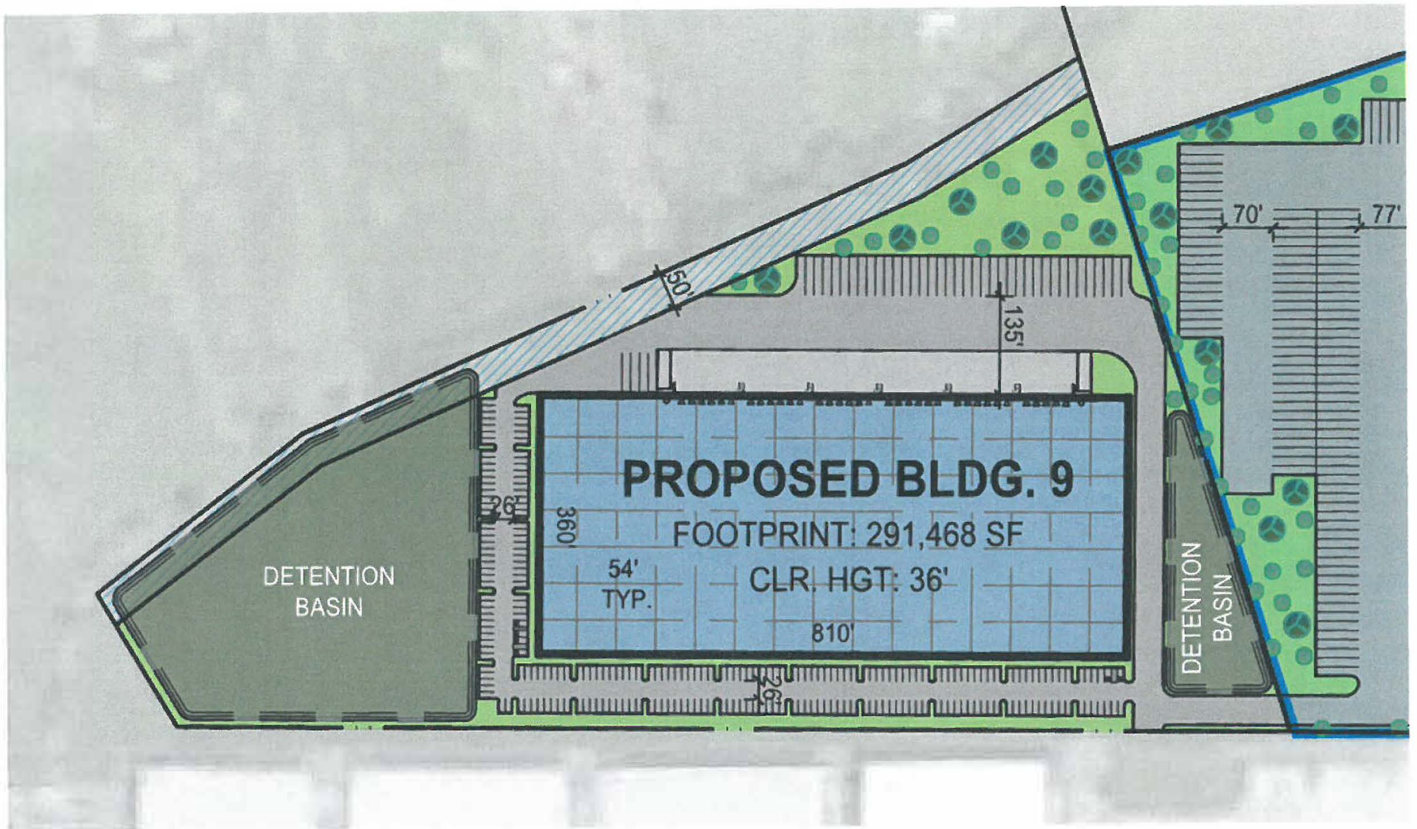 70'
77'
50'
135'
PROPOSED BLDG. 9
FOOTPRINT: 291,468 SF
CLR. HGT: 36'
360'
54'
TYP.
810'
26'
26'
DETENTION
BASIN
DETENTION
BASIN